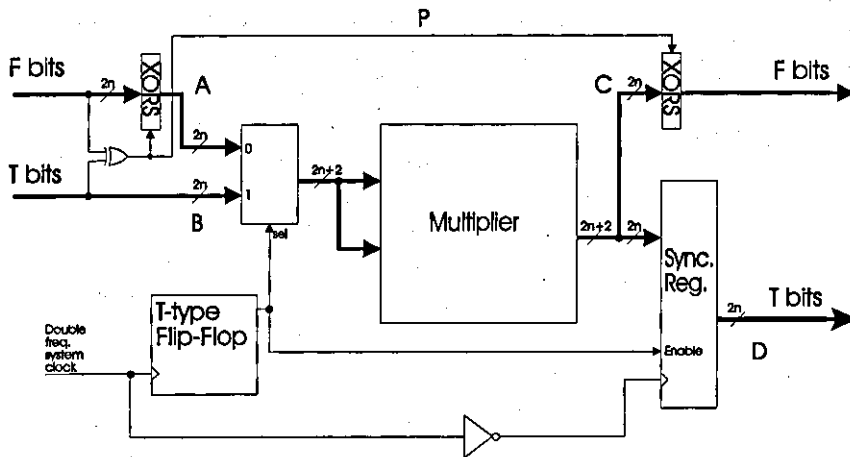 P
F bits
2n
XORS
A
C
2n
XORS
F bits
2n
0
T bits
2n
1
B
sel
2n+2
Multiplier
2n+2
2n
Sync.
Reg.
Enable
2n
T bits
D
T-type
Flip-Flop
Double
freq.
system
clock